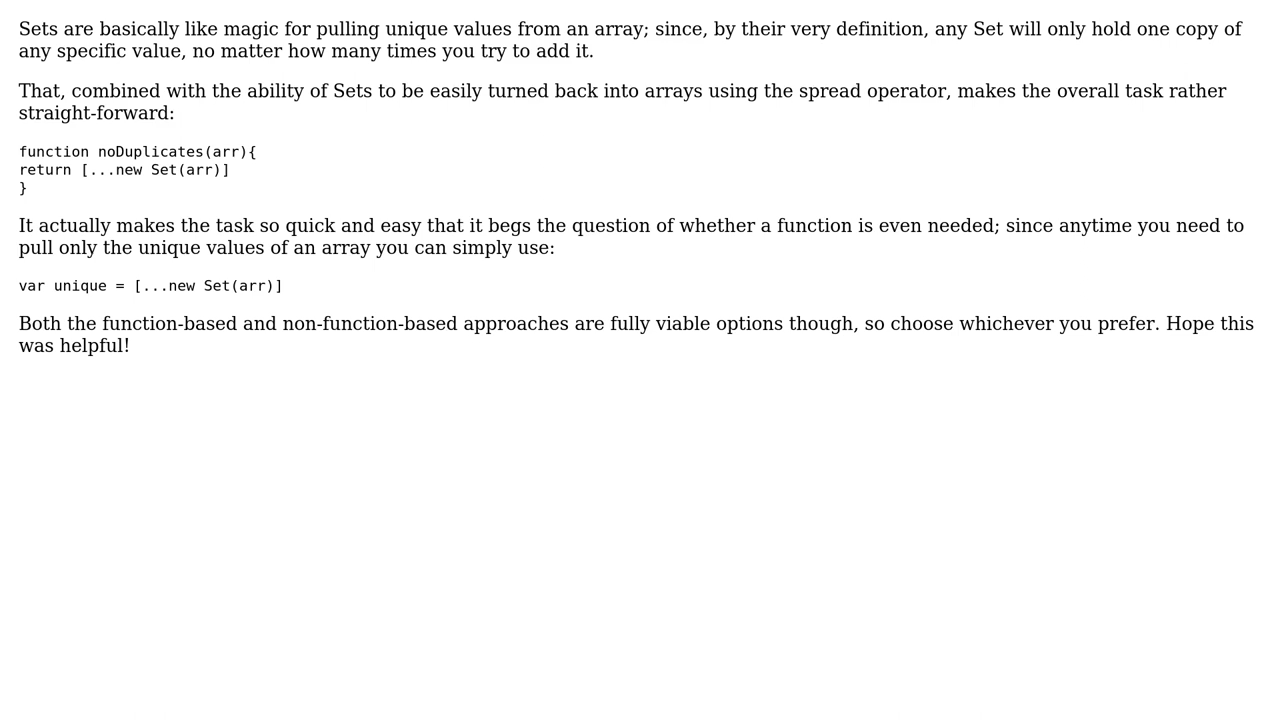 Sets are basically like magic for pulling unique values from an array; since, by their very definition, any Set will only hold one copy of
any specific value, no matter how many times you try to add it.
That, combined with the ability of Sets to be easily turned back into arrays using the spread operator, makes the overall task rather
straight-forward:
function noDuplicates(arr){
return [...new Set(arr)]
}
It actually makes the task so quick and easy that it begs the question of whether a function is even needed; since anytime you need to
pull only the unique values of an array you can simply use:
var unique = [...new Set(arr)]
Both the function-based and non-function-based approaches are fully viable options though, so choose whichever you prefer. Hope this
was helpful!